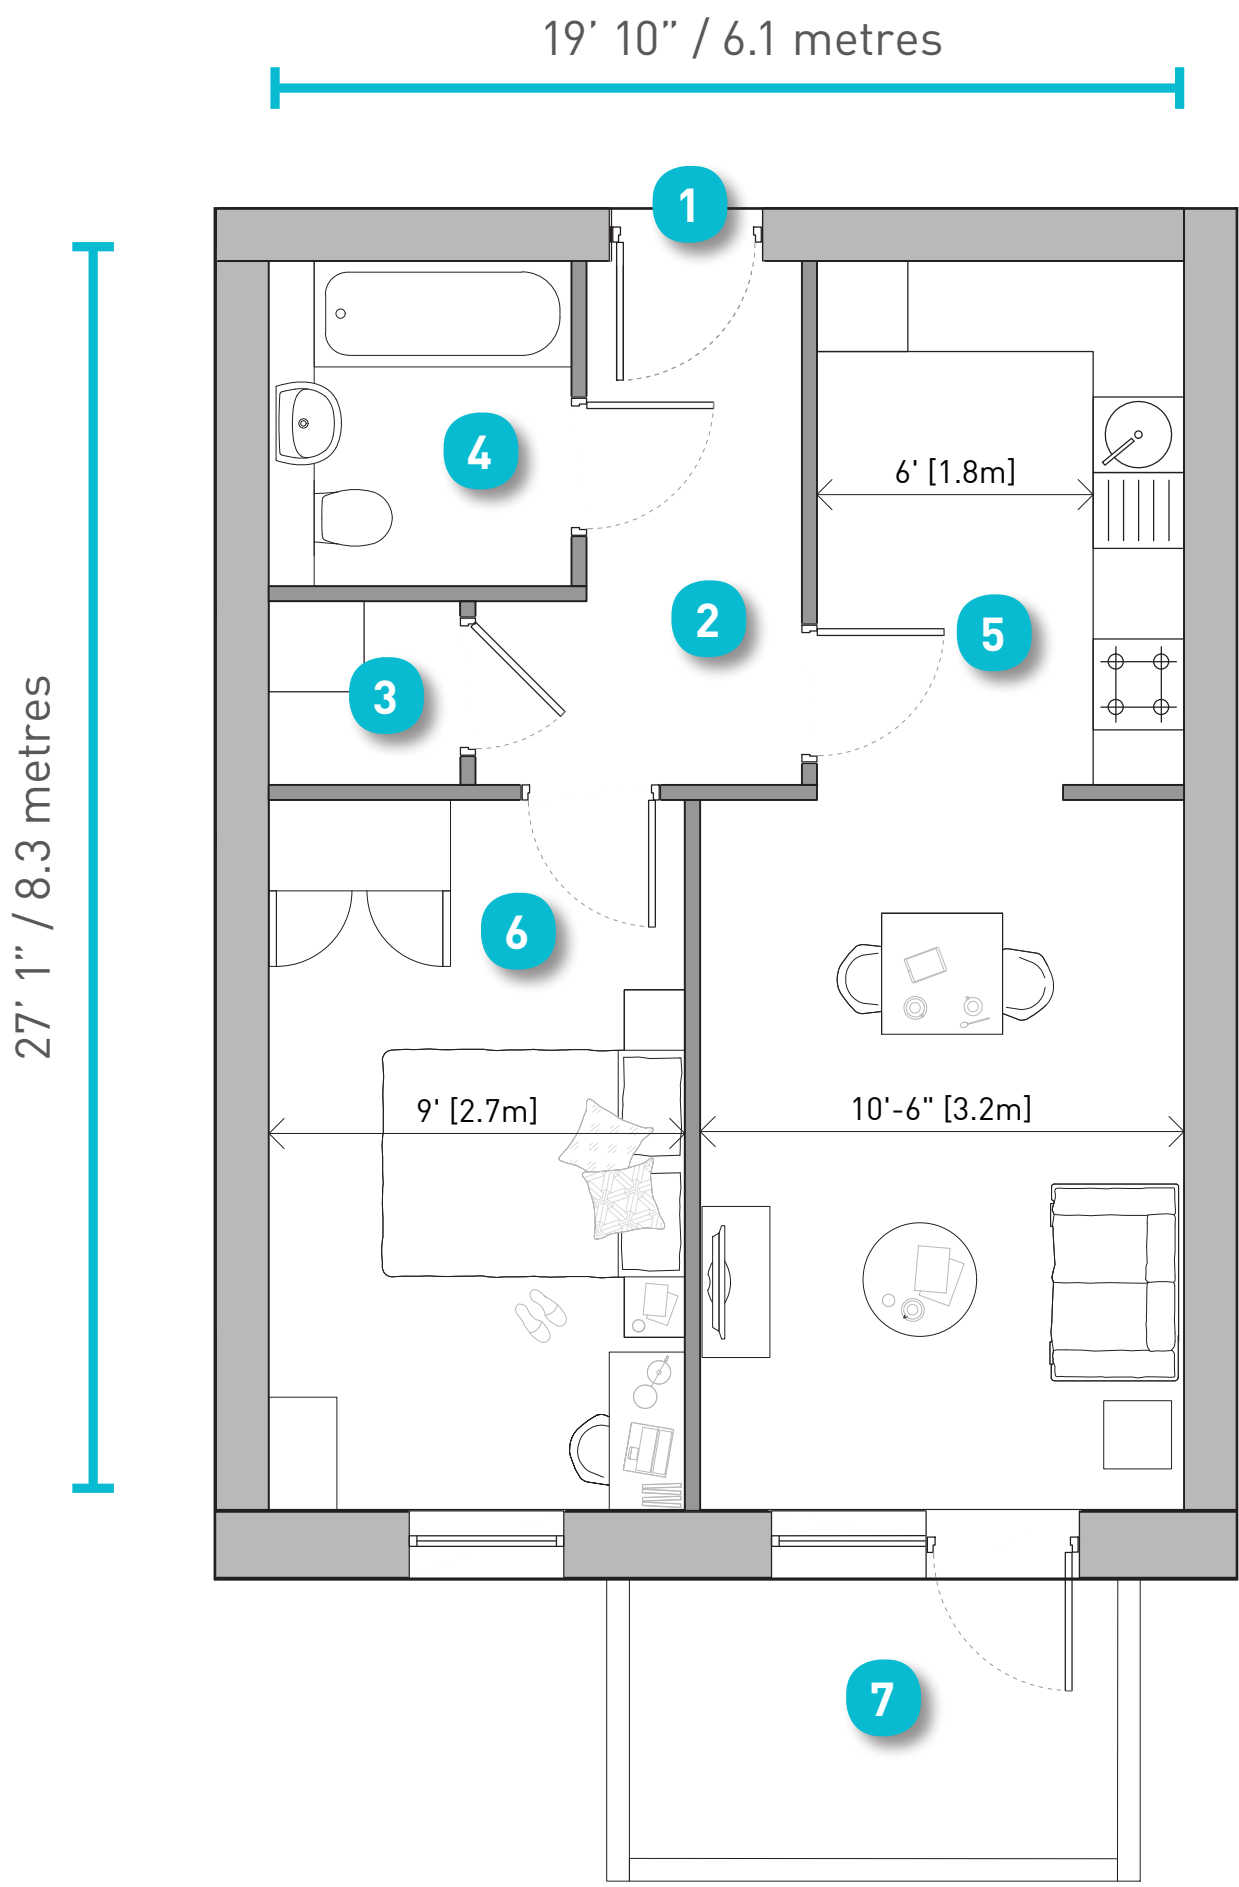 19’ 10” / 6.1 metres
1
27’ 1” / 8.3 metres
4
6' [1.8m]
2
5
3
6
9' [2.7m]
10'-6" [3.2m]
7